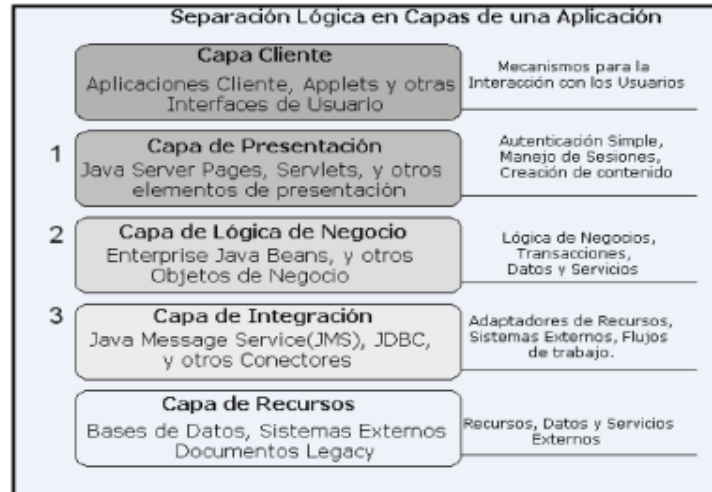 Separación Lógica en Capas de una Aplicación
Capa Cliente
Aplicaciones Cliente, Applets y otras
Interfaces de Usuario
Mecanismos para la
Interacción con los Usuarios
1
Capa de Presentación
Java Server Pages, Servlets, y otros
elementos de presentación
Autenticación Simple,
Manejo de Sesiones,
Creación de contenido
2
Capa de Lógica de Negocio
Enterprise Java Beans, y otros
Objetos de Negocio
Lógica de Negocios,
Transacciones,
Datos y Servicios
3
Capa de Integración
Java Message Service(JMS), JDBC,
y otros Conectores
Adaptadores de Recursos,
Sistemas Externos, Flujos
de trabajo.
Capa de Recursos
Bases de Datos, Sistemas Externos
Documentos Legacy
Recursos, Datos y Servicios
Externos